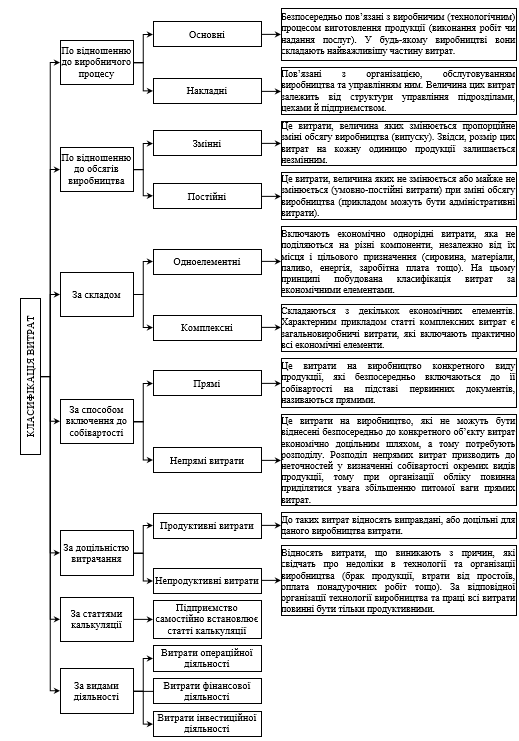 КЛАСИФІКАЦІЯ ВИТРАТ
По відношенню
до виробничого
процесу
Основні
Безпосередньо пов’язані з виробничим (технологічним)
процесом виготовлення продукції (виконання робіт чи
надання послуг). У будь-якому виробництві вони
складають найважливішу частину витрат.
Накладні
Пов’язані з організацією, обслуговуванням
виробництва та управлінням ним. Величина цих витрат
залежить від структури управління підрозділами,
цехами й підприємством.
По відношенню
до обсягів
виробництва
Змінні
Це витрати, величина яких змінюється пропорційне
зміні обсягу виробництва (випуску). Звідси, розмір цих
витрат на кожну одиницю продукції залишається
незмінним.
Постійні
Це витрати, величина яких не змінюється або майже не
змінюється (умовно-постійні витрати) при зміні обсягу
виробництва (прикладом можуть бути адміністративні
витрати).
За складом
Одноелементні
Включають економічно однорідні витрати, яка не
поділяються на різні компоненти, незалежно від їх
місця і цільового призначення (сировина, матеріали,
паливо, енергія, заробітна плата тощо). На цьому
принципі побудована класифікація витрат за
економічними елементами.
Комплексні
Складаються з декількох економічних елементів.
Характерним прикладом статті комплексних витрат є
загальновиробничі витрати, які включають практично
всі економічні елементи.
За способом
включення до
собівартості
Прямі
Це витрати на виробництво конкретного виду
продукції, які безпосередньо включаються до її
собівартості на підставі первинних документів,
називаються прямими.
Непрямі витрати
Це витрати на виробництво, які не можуть бути
віднесені безпосередньо до конкретного об’єкту витрат
економічно доцільним шляхом, а тому потребують
розподілу. Розподіл непрямих витрат призводить до
неточностей у визначенні собівартості окремих видів
продукції, тому при організації обліку повинна
приділятися увага збільшенню питомої ваги прямих
витрат.
За доцільністю
витрачання
Продуктивні витрати
До таких витрат відносять виправдані, або доцільні для
даного виробництва витрати.
Непродуктивні витрати
Відносять витрати, що виникають з причин, які
свідчать про недоліки в технології та організації
виробництва (брак продукції, втрати від простоїв,
оплата понадурочних робіт тощо). За відповідної
організації технології виробництва та праці всі витрати
повинні бути тільки продуктивними.
За статтями
калькуляції
Підприємство
самостійно встановлює
статті калькуляції
За видами
діяльності
Витрати операційної
діяльності
Витрати фінансової
діяльності
Витрати інвестиційної
діяльності